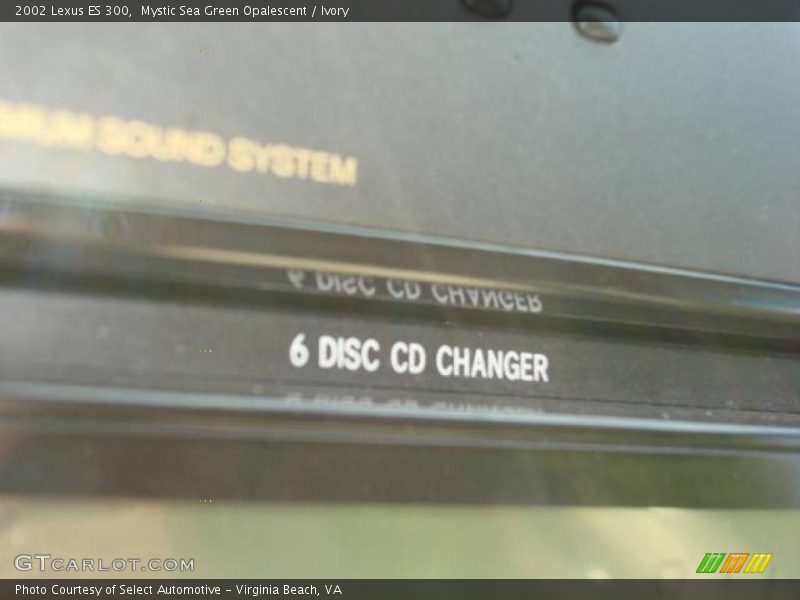 2002 Lexus ES 300,  Mystic Sea Green Opalescent / Ivory
SOUND SYSTEM
6 DISC CD CHANGER
6 DISC CD CHANGER
GTCARLOT.COM
Photo Courtesy of Select Automotive – Virginia Beach, VA